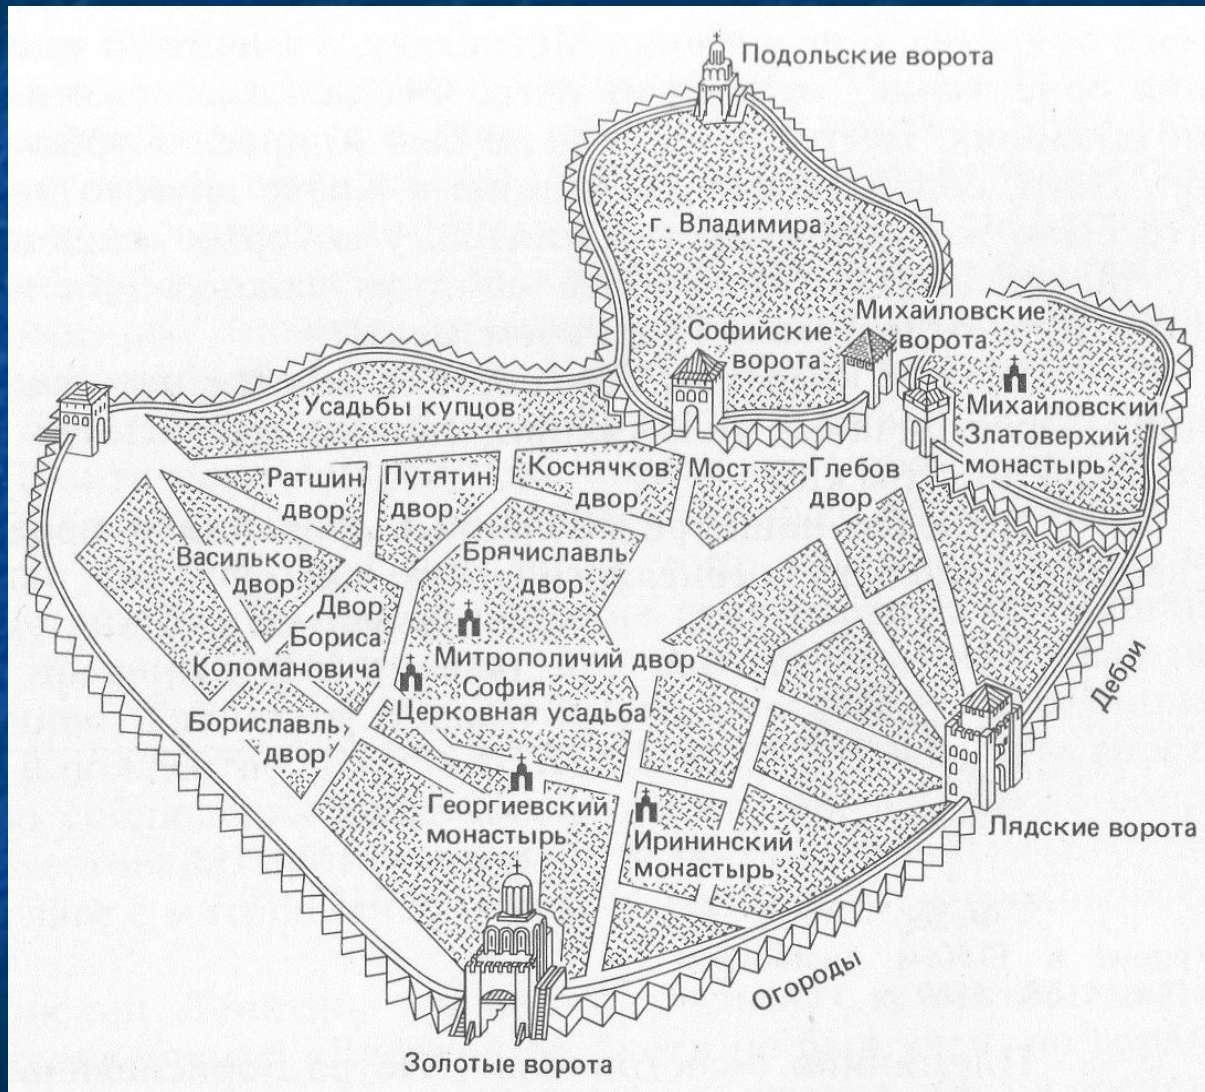 Подольские ворота
г. Владимира
Михайловские
ворота
Софийские
ворота
Михайловский
Златоверхий
монастырь
Усадьбы купцов
Ратшин
двор
Путятин
двор
Коснячков
двор
Мост
Глебов
двор
Васильков
двор
Брячиславль
двор
Двор
Бориса
Коломановича
Митрополичий двор
София
Церковная усадьба
Бориславль
двор
Дебри
Георгиевский
монастырь
Ирининский
монастырь
Лядские ворота
Огороды
Золотые ворота